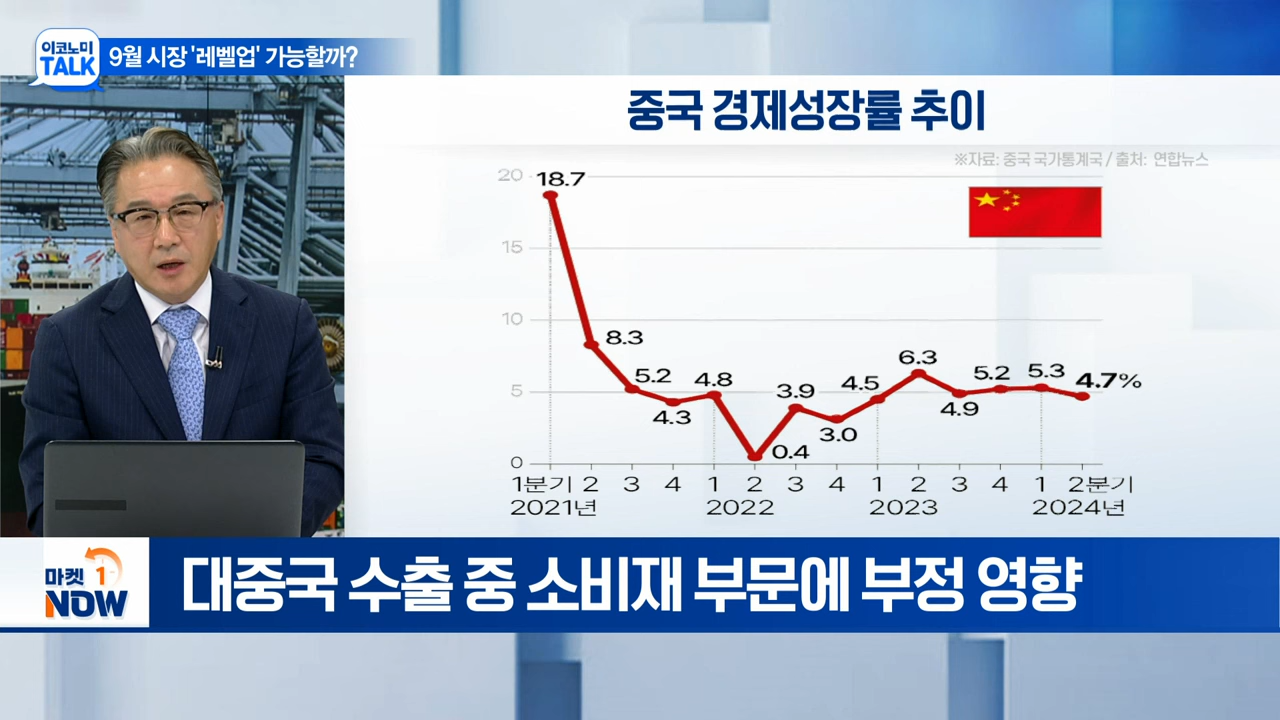 이코노미
TALK
9월 시장 '레벨업' 가능할까?
중국 경제성장률 추이
※자료: 중국 국가통계국 / 출처: 연합뉴스
20
15
10
5
0
18.7
8.3
5.2
4.3
4.8
0.4
3.9
3.0
4.5
6.3
4.9
5.2
5.3
4.7%
1분기 2 3 4 1 2 3 4 1 2 3 4 1 2분기
2021년 2022 2023 2024년
마켓 1
NOW
대중국 수출 중 소비재 부문에 부정 영향